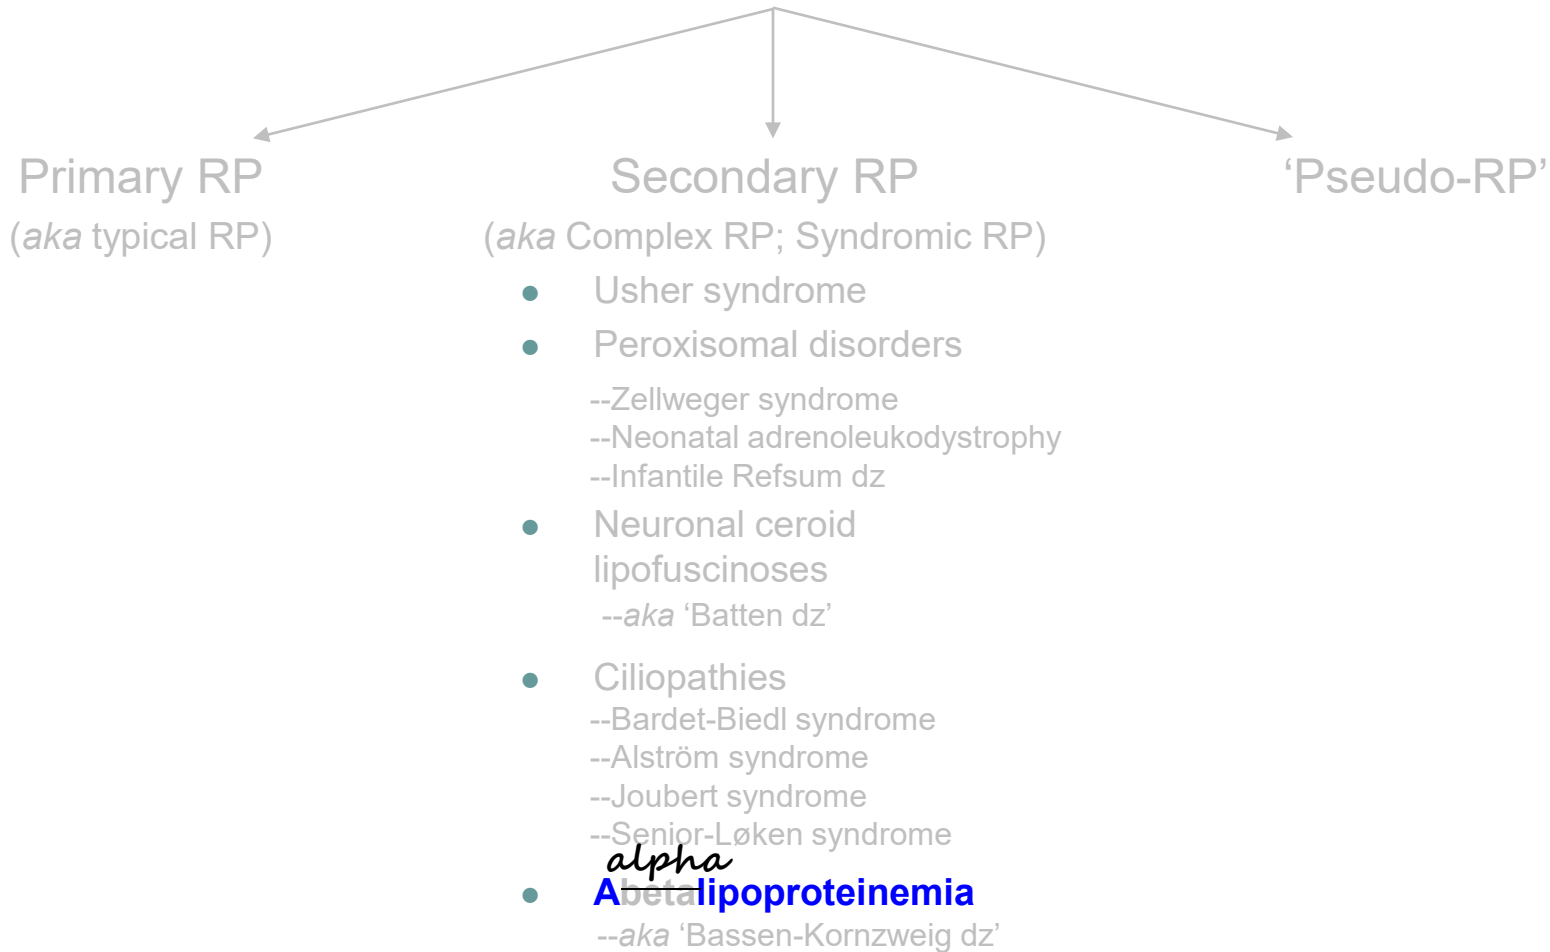 Primary RP
(aka typical RP)
Secondary RP
(aka Complex RP; Syndromic RP)
● Usher syndrome
● Peroxisomal disorders
--Zellweger syndrome
--Neonatal adrenoleukodystrophy
--Infantile Refsum dz
● Neuronal ceroid
lipofuscinoses
--aka ‘Batten dz’
● Ciliopathies
--Bardet-Biedl syndrome
--Alström syndrome
--Joubert syndrome
--Senior-Løken syndrome
alpha
● Abetalipoproteinemia
--aka ‘Bassen-Kornzweig dz’
‘Pseudo-RP’